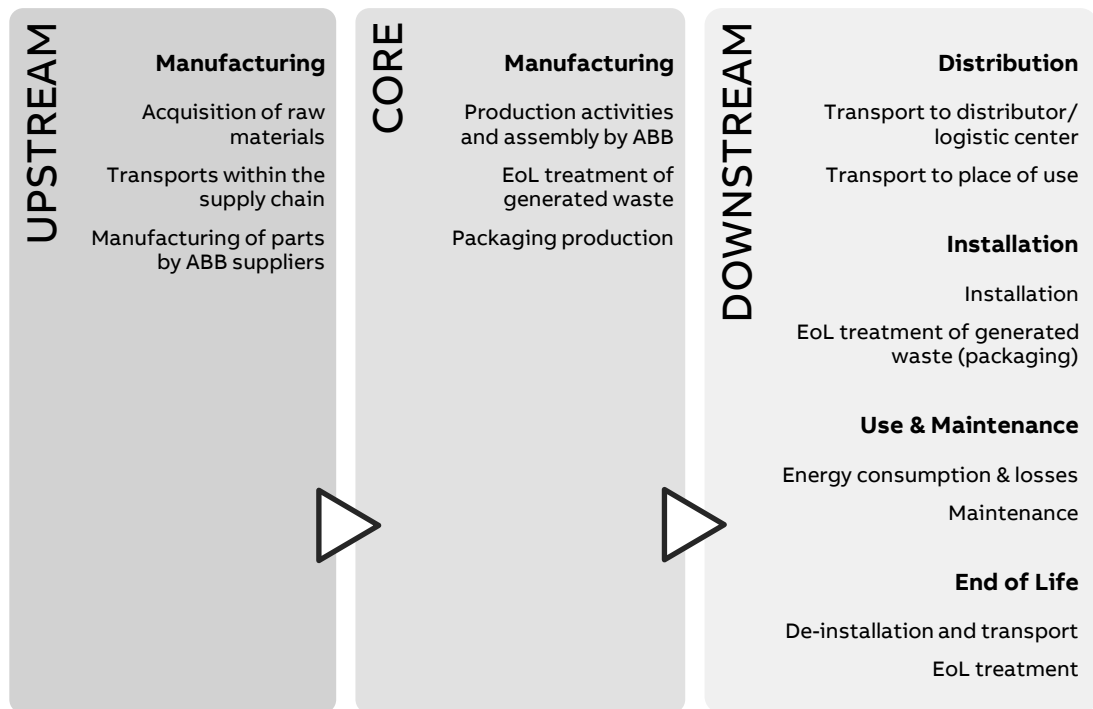 UPSTREAM
Manufacturing
Acquisition of raw
materials
Transports within the
supply chain
Manufacturing of parts
by ABB suppliers
CORE
Manufacturing
Production activities
and assembly by ABB
EoL treatment of
generated waste
Packaging production
DOWNSTREAM
Distribution
Transport to distributor/
logistic center
Transport to place of use
Installation
Installation
EoL treatment of generated
waste (packaging)
Use & Maintenance
Energy consumption & losses
Maintenance
End of Life
De-installation and transport
EoL treatment